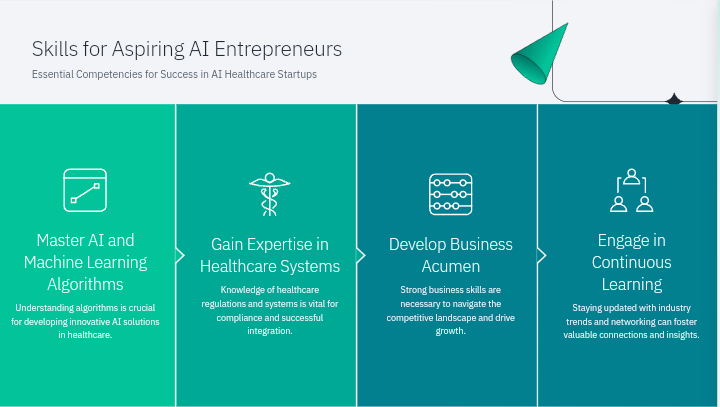 Skills for Aspiring AI Entrepreneurs
Essential Competencies for Success in AI Healthcare Startups
Master AI and
Machine Learning
Algorithms
Understanding algorithms is crucial
for developing innovative AI solutions
in healthcare.
Gain Expertise in
Healthcare Systems
Knowledge of healthcare
regulations and systems is vital for
compliance and successful
integration.
Develop Business
Acumen
Strong business skills are
necessary to navigate the
competitive landscape and drive
growth.
Engage in
Continuous
Learning
Staying updated with industry
trends and networking can foster
valuable connections and insights.